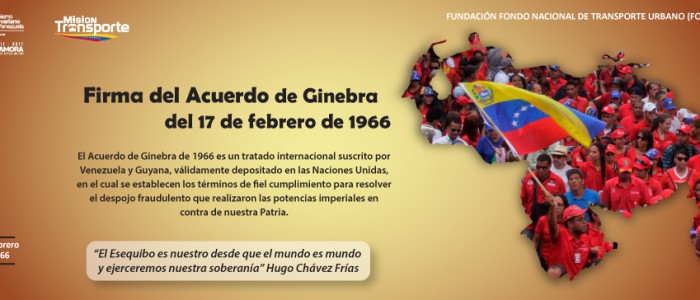 Misión
Transporte
FUNDACIÓN FONDO NACIONAL DE TRANSPORTE URBANO (FO
Firma del Acuerdo de Ginebra
del 17 de febrero de 1966
El Acuerdo de Ginebra de 1966 es un tratado internacional suscrito por
Venezuela y Guyana, válidamente depositado en las Naciones Unidas,
en el cual se establecen los términos de fiel cumplimiento para resolver
el despojo fraudulento que realizaron las potencias imperiales en
contra de nuestra Patria.
“El Esequibo es nuestro desde que el mundo es mundo
y ejerceremos nuestra soberanía” Hugo Chávez Frías
brero
66